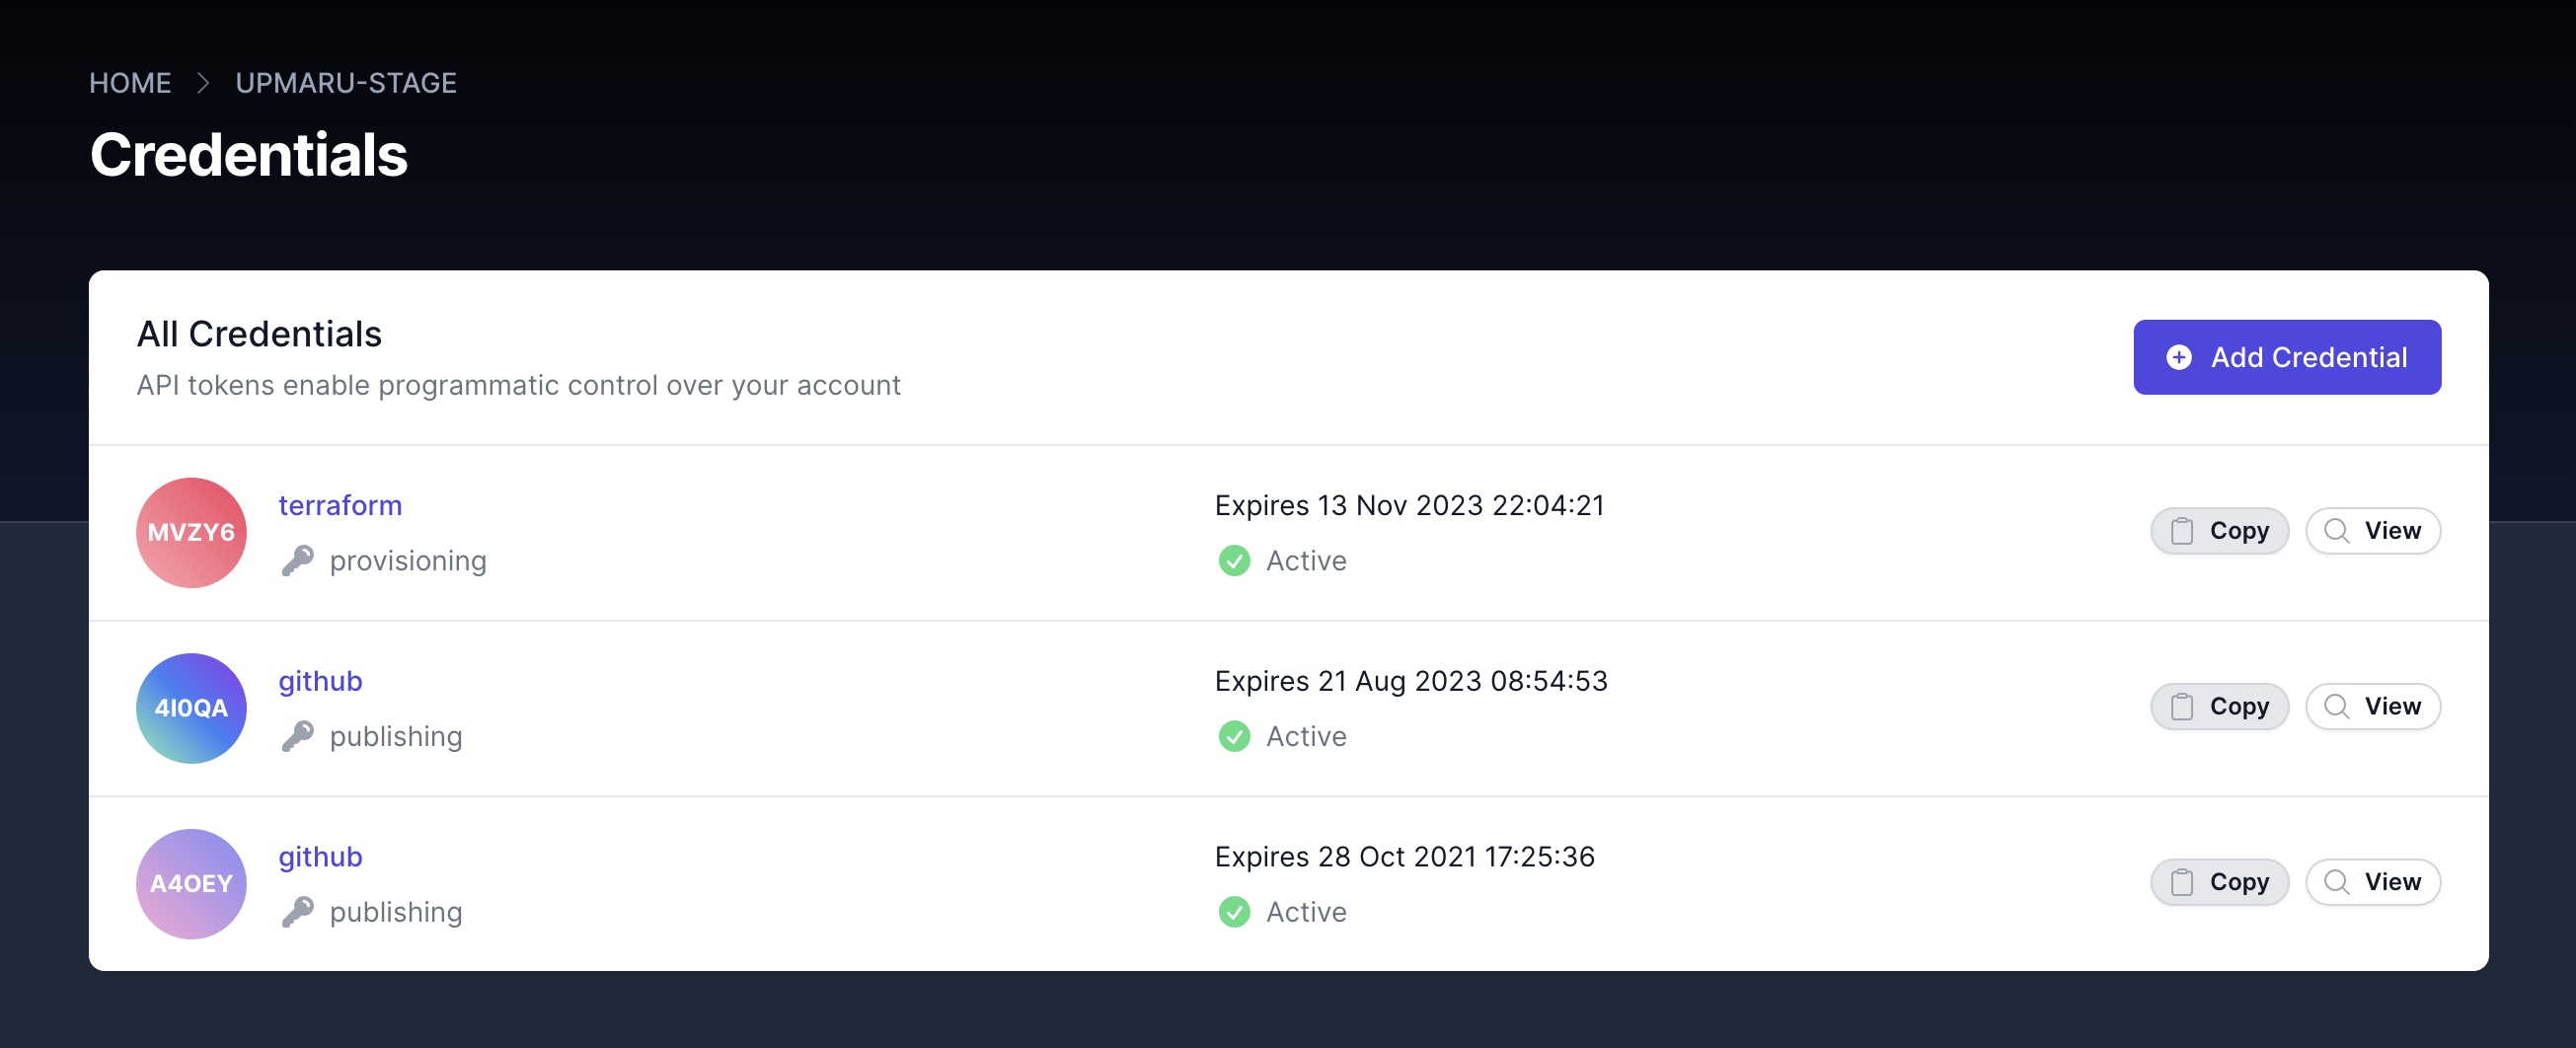 HOME > UPMARU-STAGE
Credentials
All Credentials
API tokens enable programmatic control over your account
Add Credential
MVZY6
terraform
provisioning
Expires 13 Nov 2023 22:04:21
Active
Copy
View
4I0QA
github
publishing
Expires 21 Aug 2023 08:54:53
Active
Copy
View
A4OEY
github
publishing
Expires 28 Oct 2021 17:25:36
Active
Copy
View